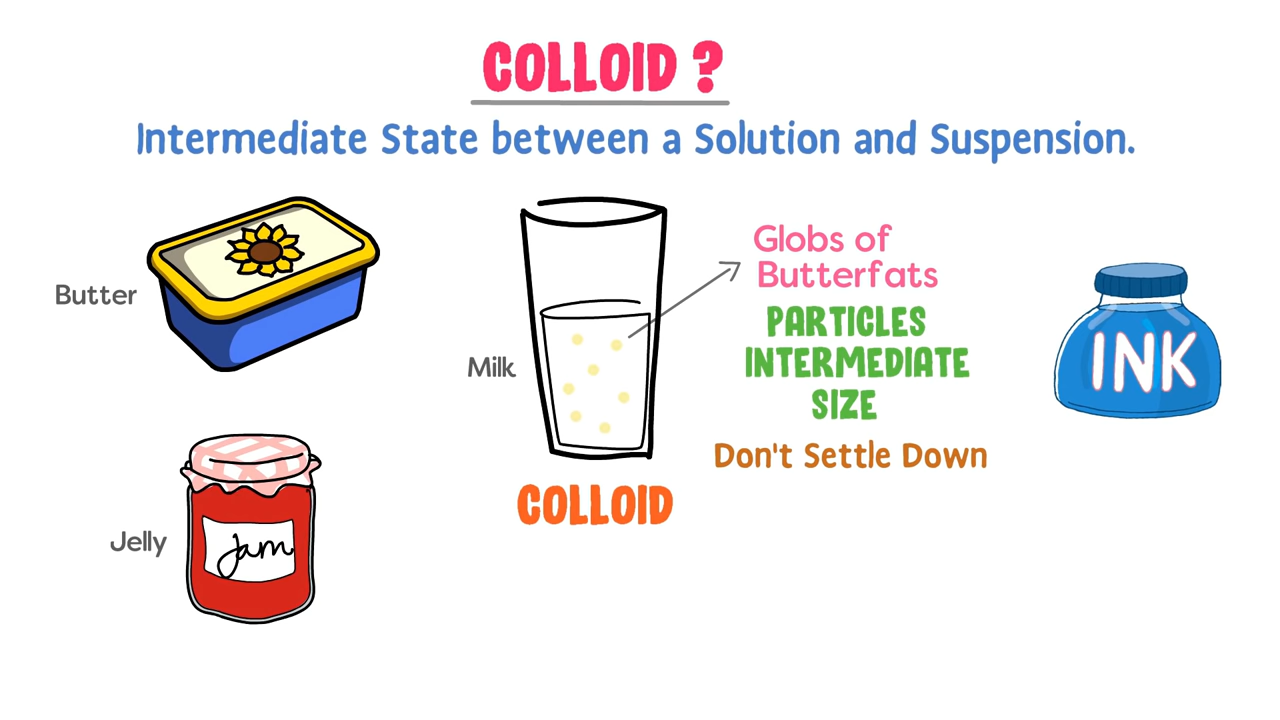 COLLOID ?
Intermediate State between a Solution and Suspension.
Butter
Milk
Globs of
Butterfats
PARTICLES
INTERMEDIATE
SIZE
Don't Settle Down
INK
COLLOID
Jelly
Jam